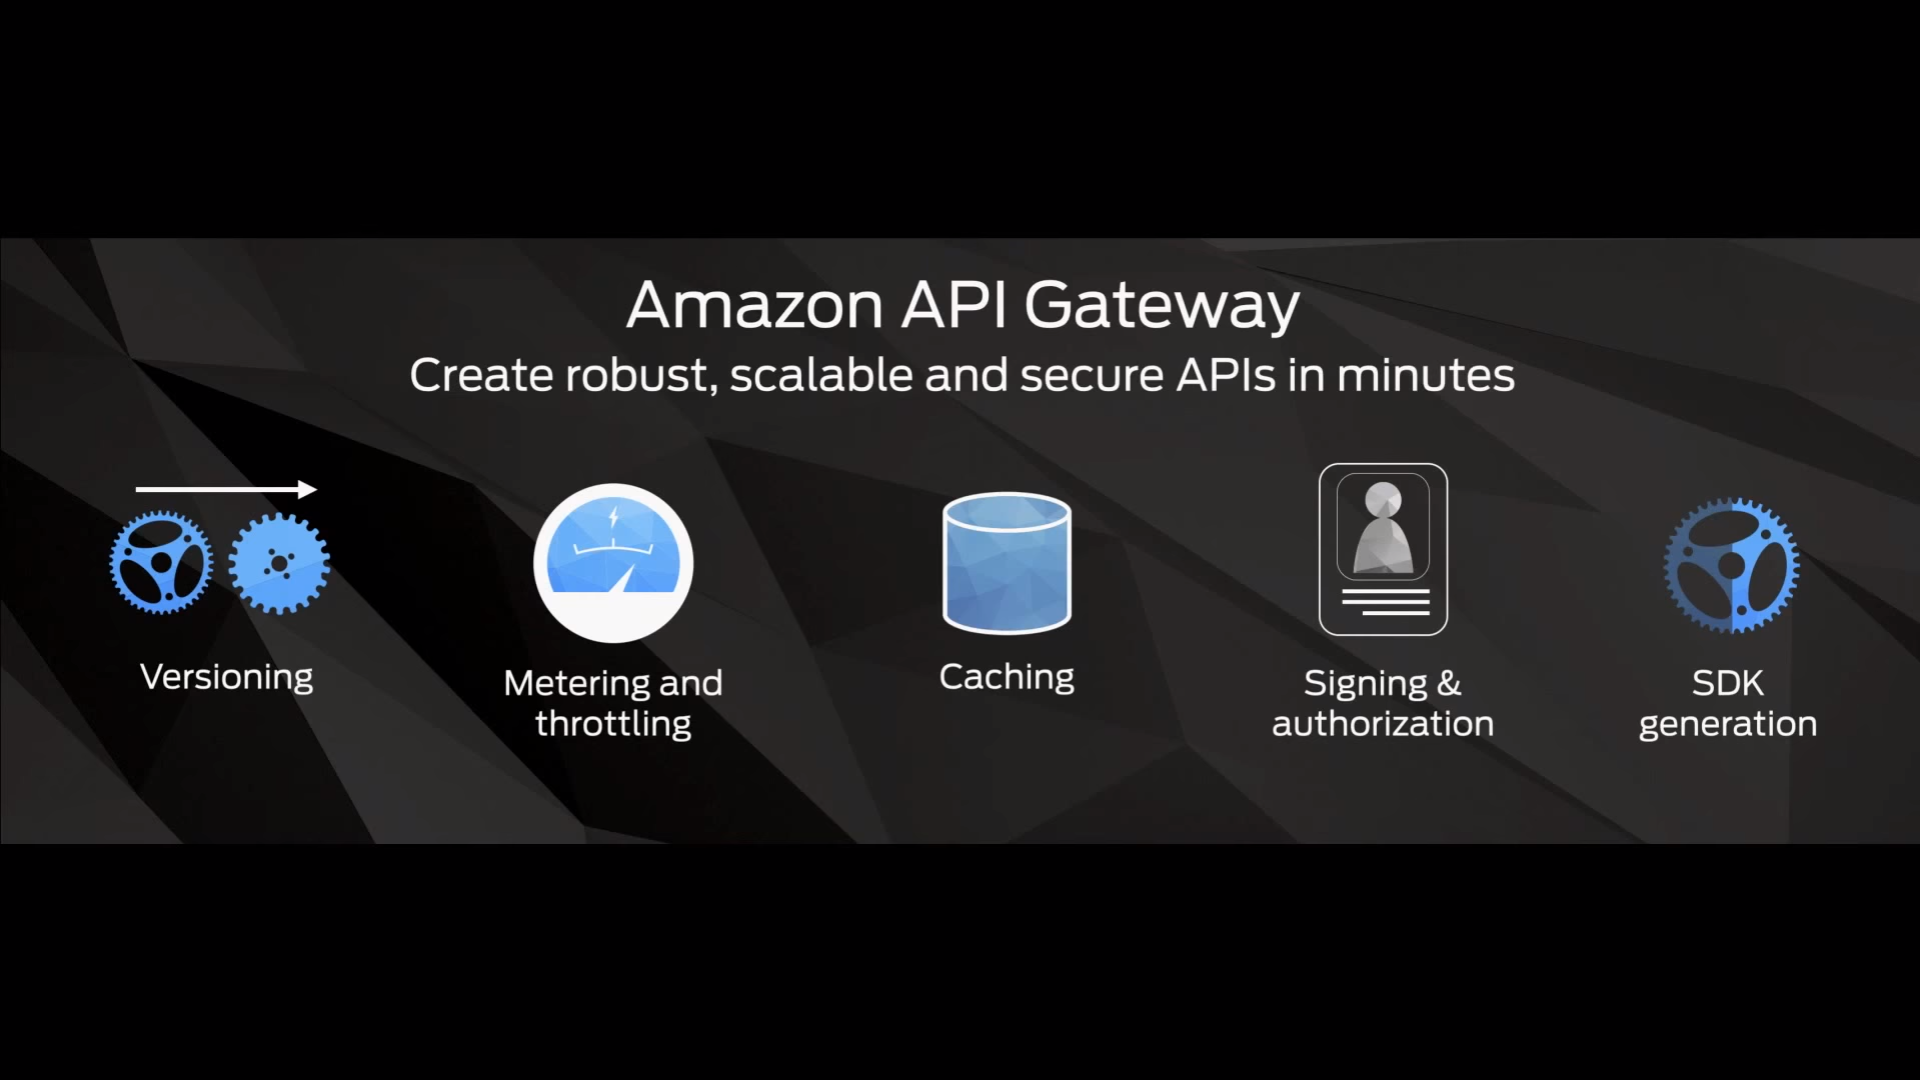 Amazon API Gateway
Create robust, scalable and secure APIs in minutes
Versioning
Metering and
throttling
Caching
Signing &
authorization
SDK
generation